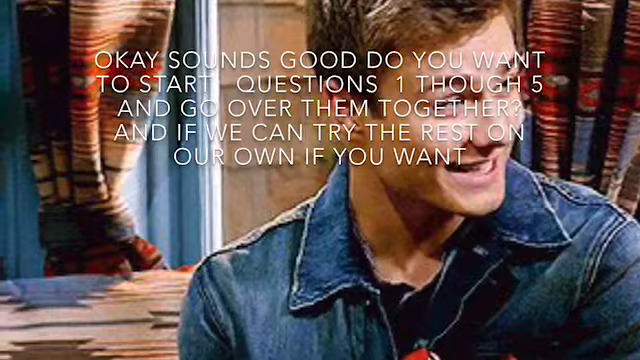 OKAY SOUNDS GOOD DO YOU WANT
TO START QUESTIONS 1 THOUGH 5
AND GO OVER THEM TOGETHER?
AND IF WE CAN TRY THE REST ON
OUR OWN IF YOU WANT